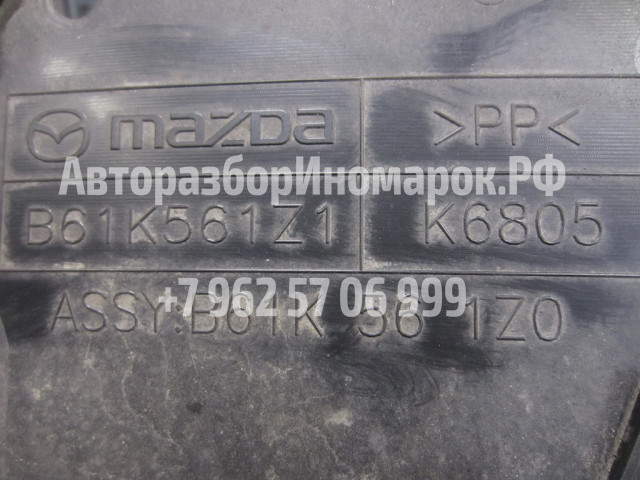 mazda >PP<
АвторазборИномарок.РФ
B61K561Z1 K6805
+7 962 57 06 999
ASSY:B61K 56 1Z0